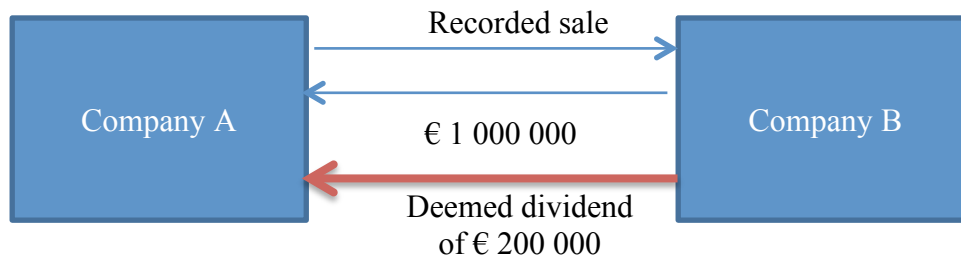 Recorded sale
Company A
Company B
€ 1 000 000
Deemed dividend
of € 200 000